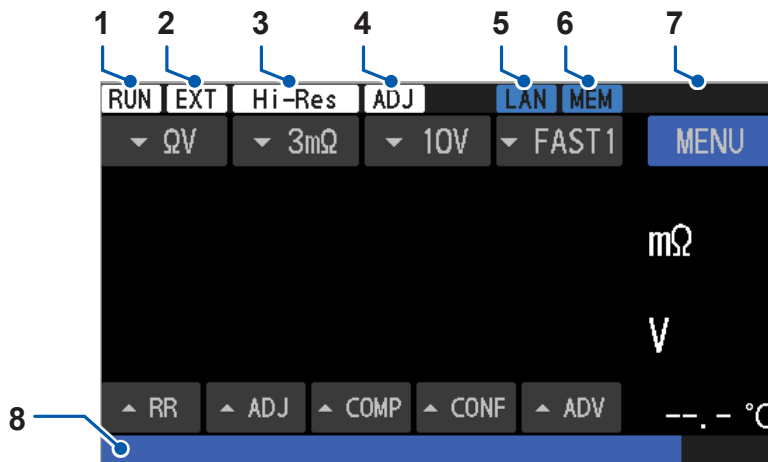 1 2 3 4 5 6 7
RUN EXT Hi-Res ADJ LAN MEM
ΩV 3mΩ 10V FAST1 MENU
mΩ
V
RR ADJ COMP CONF ADV --.- °C
8